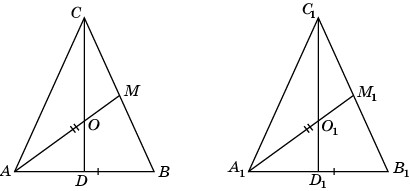 C C₁
M M₁
O O₁
A D B A₁ D₁ B₁